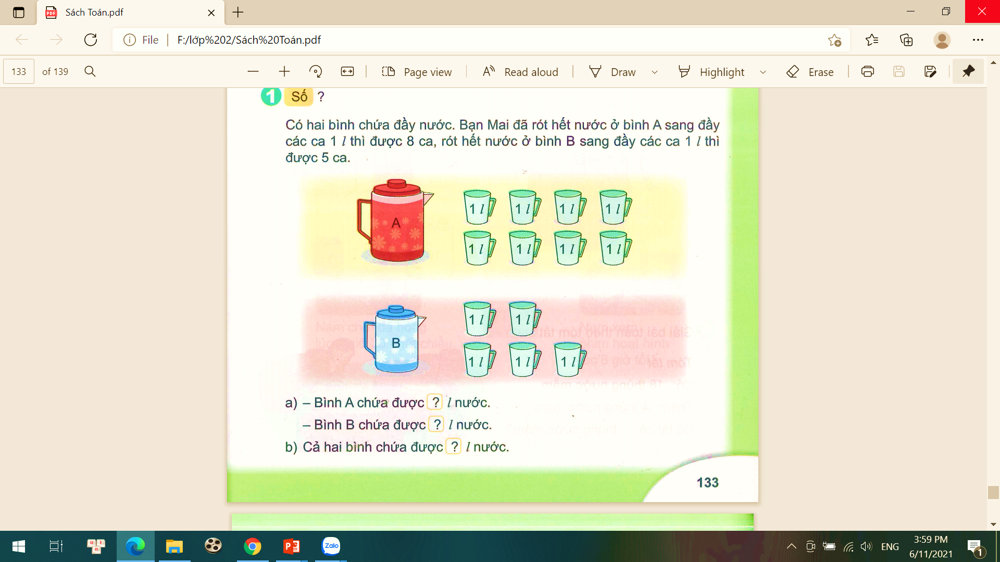 Sách Toán.pdf
File
F:/lớp%202/Sách%20Toán.pdf
133 of 139
Page view
Read aloud
Draw
Highlight
Erase
1 Số ?
Có hai bình chứa đầy nước. Bạn Mai đã rót hết nước ở bình A sang đầy
các ca 1 l thì được 8 ca, rót hết nước ở bình B sang đầy các ca 1 l thì
được 5 ca.
A
1 l 1 l 1 l 1 l
1 l 1 l 1 l 1 l
B
1 l 1 l
1 l 1 l 1 l
a) – Bình A chứa được ? l nước.
– Bình B chứa được ? l nước.
b) Cả hai bình chứa được ? l nước.
133
Zalo
ENG
3:59 PM
6/11/2021
1